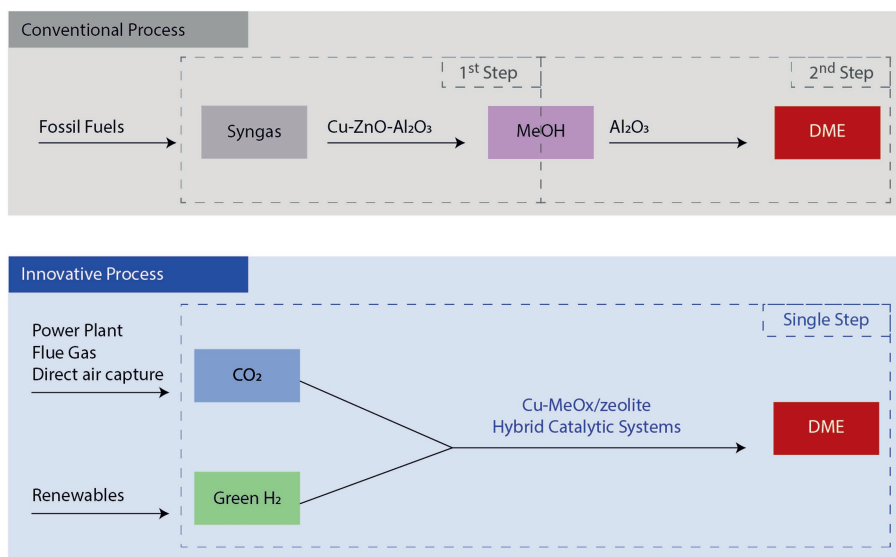 Conventional Process
1st Step
2nd Step
Fossil Fuels
Syngas
Cu-ZnO-Al₂O₃
MeOH
Al₂O₃
DME
Innovative Process
Single Step
Power Plant
Flue Gas
Direct air capture
CO₂
Cu-MeOx/zeolite
Hybrid Catalytic Systems
DME
Renewables
Green H₂